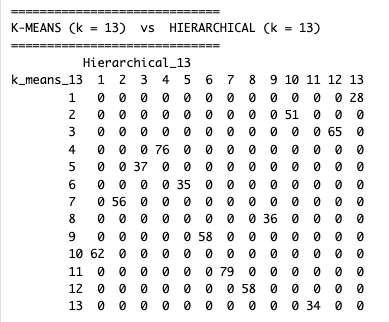 =============================
K-MEANS (k = 13)  vs  HIERARCHICAL (k = 13)
=============================
          Hierarchical_13
k_means_13  1  2  3  4  5  6  7  8  9 10 11 12 13
        1   0  0  0  0  0  0  0  0  0  0  0  0 28
        2   0  0  0  0  0  0  0  0  0 51  0  0  0
        3   0  0  0  0  0  0  0  0  0  0  0 65  0
        4   0  0  0 76  0  0  0  0  0  0  0  0  0
        5   0  0 37  0  0  0  0  0  0  0  0  0  0
        6   0  0  0  0 35  0  0  0  0  0  0  0  0
        7   0 56  0  0  0  0  0  0  0  0  0  0  0
        8   0  0  0  0  0  0  0  0 36  0  0  0  0
        9   0  0  0  0  0 58  0  0  0  0  0  0  0
        10 62  0  0  0  0  0  0  0  0  0  0  0  0
        11  0  0  0  0  0  0 79  0  0  0  0  0  0
        12  0  0  0  0  0  0  0 58  0  0  0  0  0
        13  0  0  0  0  0  0  0  0  0  0 34  0  0